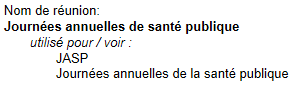 Nom de réunion:
Journées annuelles de santé publique
utilisé pour / voir :
JASP
Journées annuelles de la santé publique